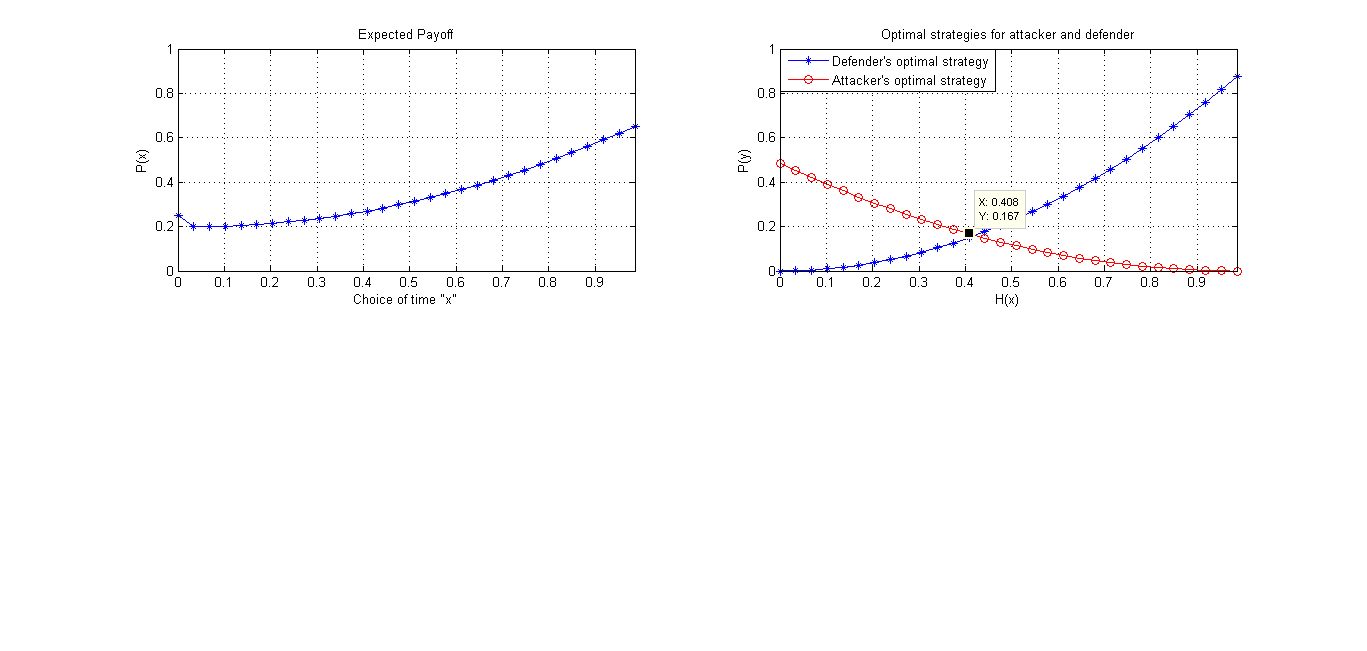 Expected Payoff
1
0.8
0.6
0.4
0.2
0
P(x)
0 0.1 0.2 0.3 0.4 0.5 0.6 0.7 0.8 0.9
Choice of time "x"
Optimal strategies for attacker and defender
Defender's optimal strategy
Attacker's optimal strategy
1
0.8
0.6
0.4
0.2
0
P(y)
X: 0.408
Y: 0.167
0 0.1 0.2 0.3 0.4 0.5 0.6 0.7 0.8 0.9
H(x)